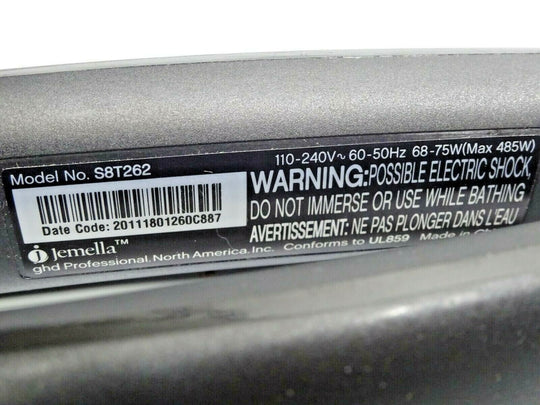 Model No. S8T262
Date Code: 20111801260C887
Jemella™
ghd Professional, North America, Inc.
110-240V~ 60-50Hz 68-75W(Max 485W)
WARNING: POSSIBLE ELECTRIC SHOCK,
DO NOT IMMERSE OR USE WHILE BATHING
AVERTISSEMENT: NE PAS PLONGER DANS L'EAU
Conforms to UL859 Made in